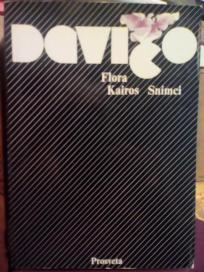 DAVIČO
Flora
Kairos Snimci
Prosveta